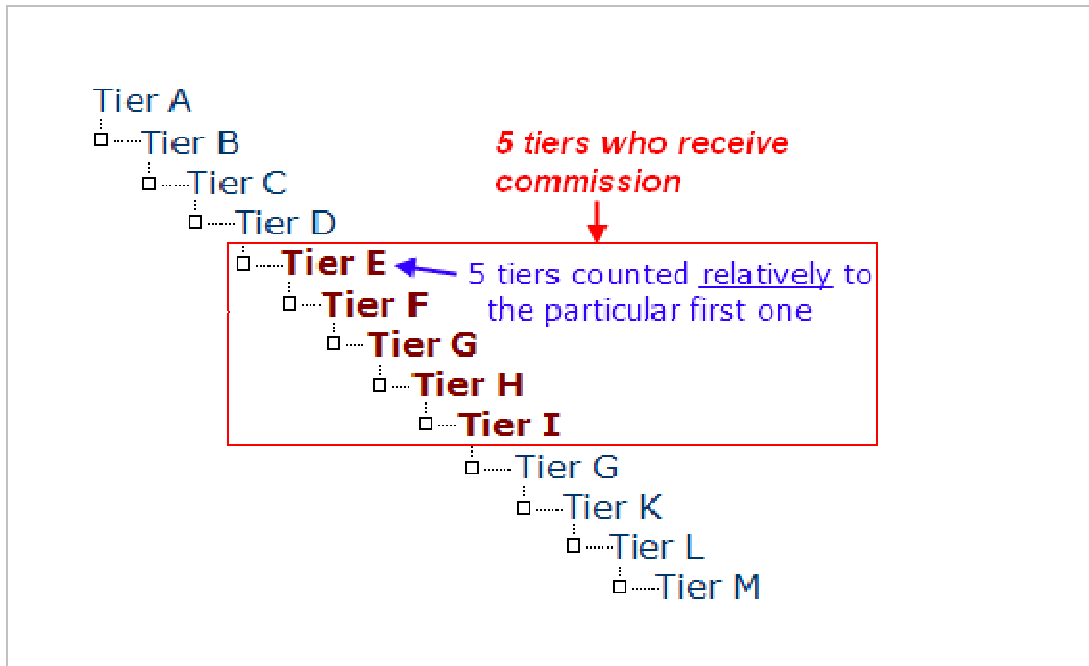 Tier A
Tier B
5 tiers who receive
Tier C
commission
Tier D
Tier E
5 tiers counted relatively to
Tier F
the particular first one
Tier G
Tier H
Tier I
Tier G
Tier K
Tier L
Tier M